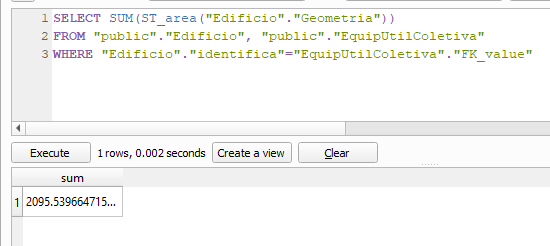 1 SELECT SUM(ST_area("Edificio"."Geometria"))
2 FROM "public"."Edificio", "public"."EquipUtilColetiva"
3 WHERE "Edificio"."identifica"="EquipUtilColetiva"."FK_value"
Execute 1 rows, 0.002 seconds Create a view Clear
sum
1 2095.539664715...